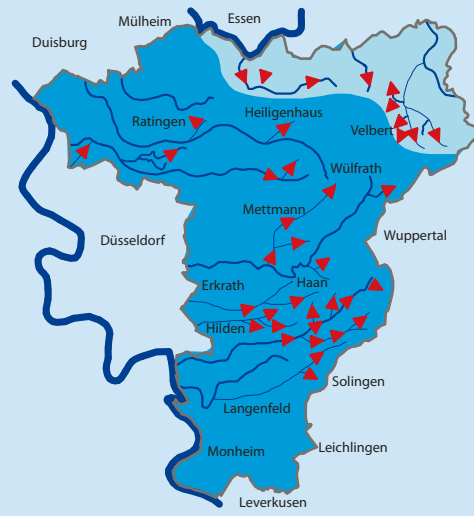 Essen
Mülheim
Duisburg
Heiligenhaus
Ratingen
Velbert
Wülfrath
Mettmann
Wuppertal
Düsseldorf
Haan
Erkrath
Hilden
Solingen
Langenfeld
Leichlingen
Monheim
Leverkusen